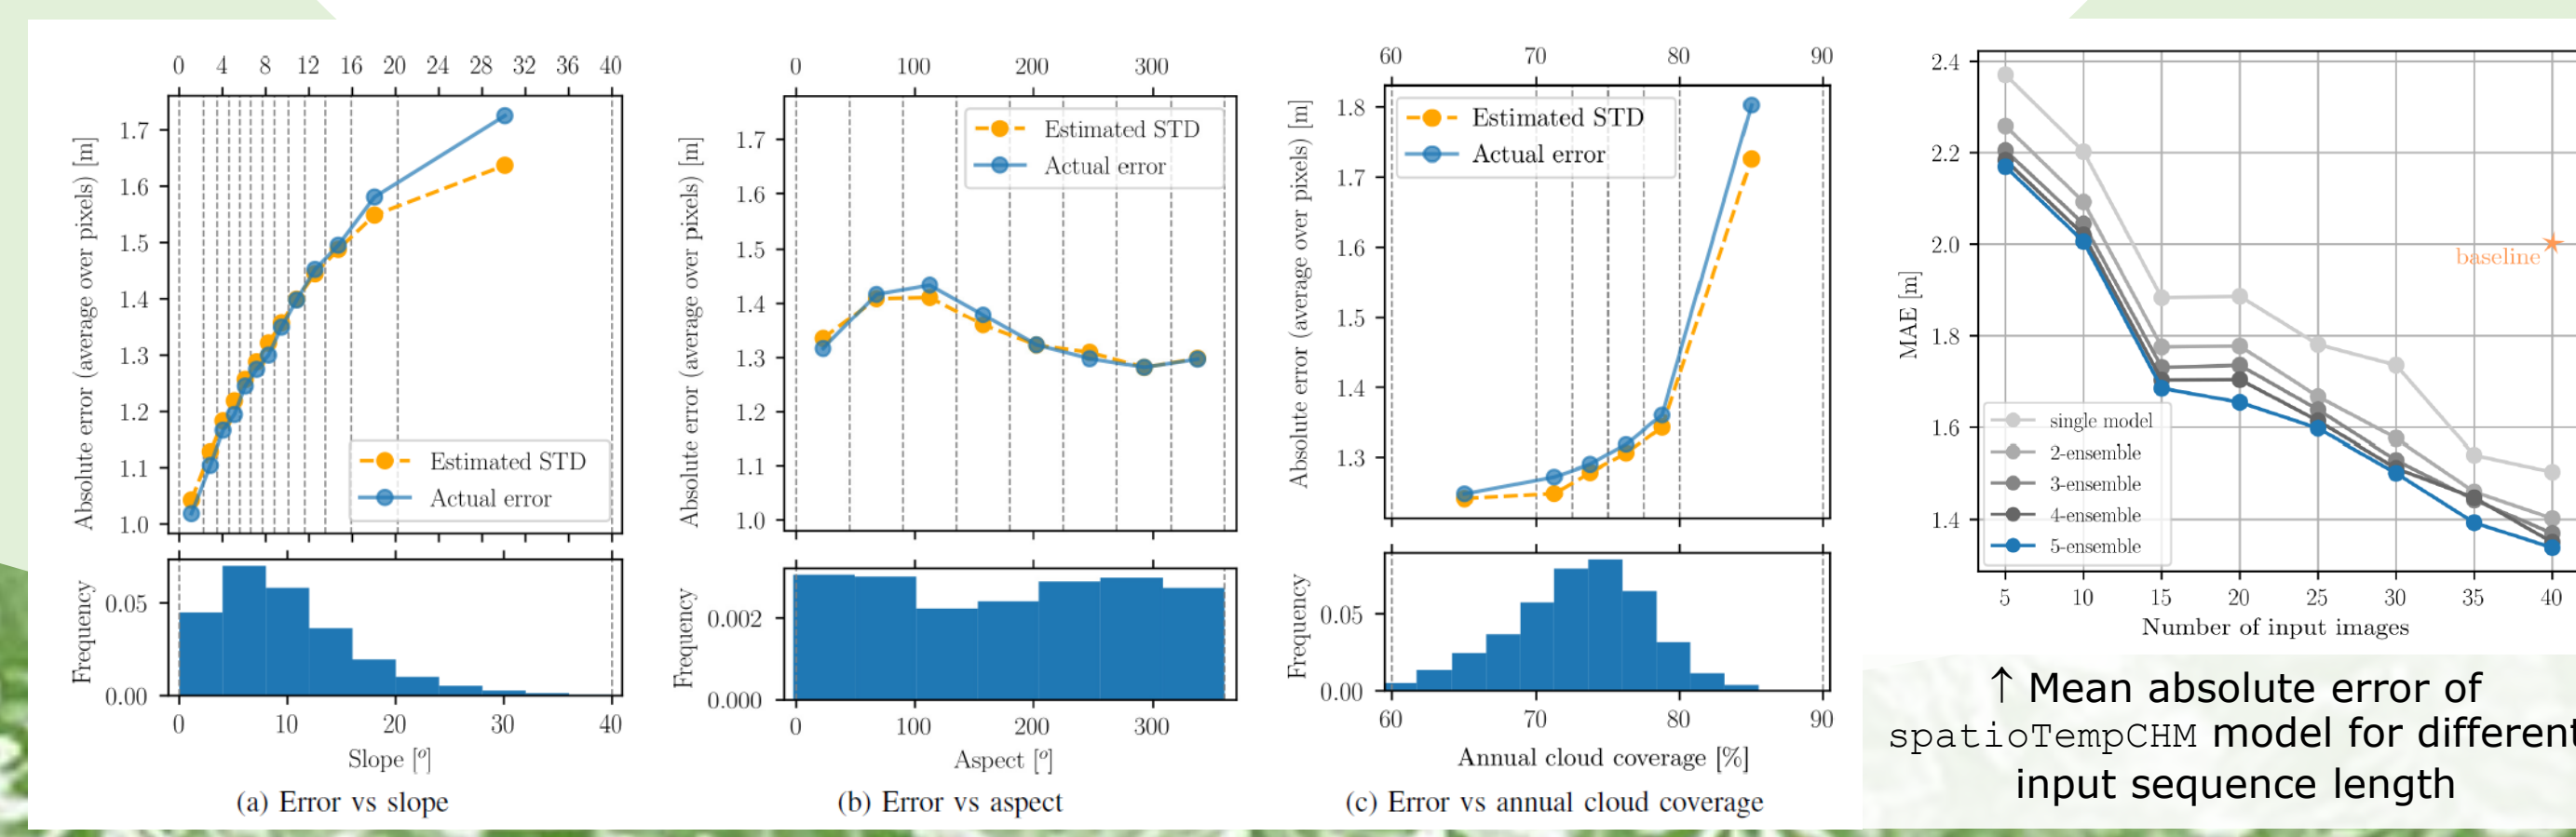 0 4 8 12 16 20 24 28 32 36 40
Absolute error (average over pixels) [m]
1.7
1.6
1.5
1.4
1.3
1.2
1.1
1.0
Estimated STD
Actual error
Frequency
0.05
0.00
0 10 20 30 40
Slope [°]
(a) Error vs slope
0 100 200 300
Absolute error (average over pixels) [m]
1.7
1.6
1.5
1.4
1.3
1.2
1.1
1.0
Estimated STD
Actual error
Frequency
0.002
0.000
0 100 200 300
Aspect [°]
(b) Error vs aspect
60 70 80 90
Absolute error (average over pixels) [m]
1.8
1.7
1.6
1.5
1.4
1.3
Estimated STD
Actual error
Frequency
0.05
0.00
60 70 80 90
Annual cloud coverage [%]
(c) Error vs annual cloud coverage
MAE [m]
2.4
2.2
2.0
1.8
1.6
1.4
baseline
single model
2-ensemble
3-ensemble
4-ensemble
5-ensemble
5 10 15 20 25 30 35 40
Number of input images
↑ Mean absolute error of
spatioTempCHM model for different
input sequence length